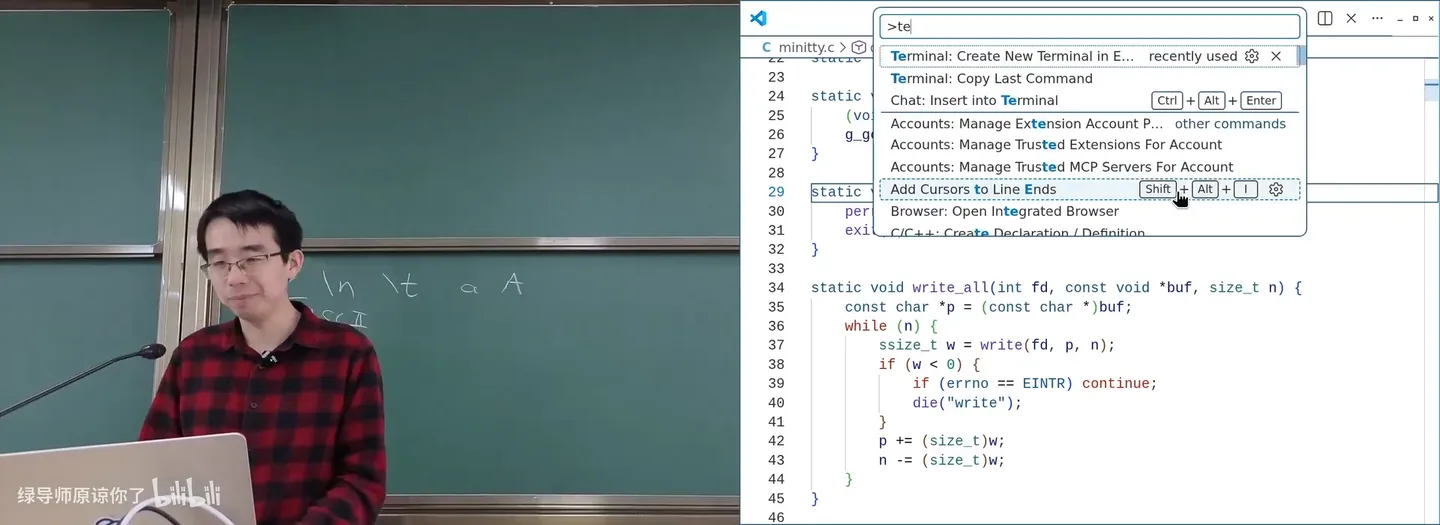 \n \t a A
绿导师原谅你了 bilibili
>te
minitty.c >
Terminal: Create New Terminal in E... recently used
Terminal: Copy Last Command
Chat: Insert into Terminal Ctrl + Alt + Enter
Accounts: Manage Extension Account P... other commands
Accounts: Manage Trusted Extensions For Account
Accounts: Manage Trusted MCP Servers For Account
Add Cursors to Line Ends Shift + Alt + I
Browser: Open Integrated Browser
C/C++: Create Declaration / Definition
22 static
23
24 static v
25 (voi
26 g_g
27 }
28
29 static v
30 per
31 exi
32 }
33
34 static void write_all(int fd, const void *buf, size_t n) {
35 const char *p = (const char *)buf;
36 while (n) {
37 ssize_t w = write(fd, p, n);
38 if (w < 0) {
39 if (errno == EINTR) continue;
40 die("write");
41 }
42 p += (size_t)w;
43 n -= (size_t)w;
44 }
45 }
46